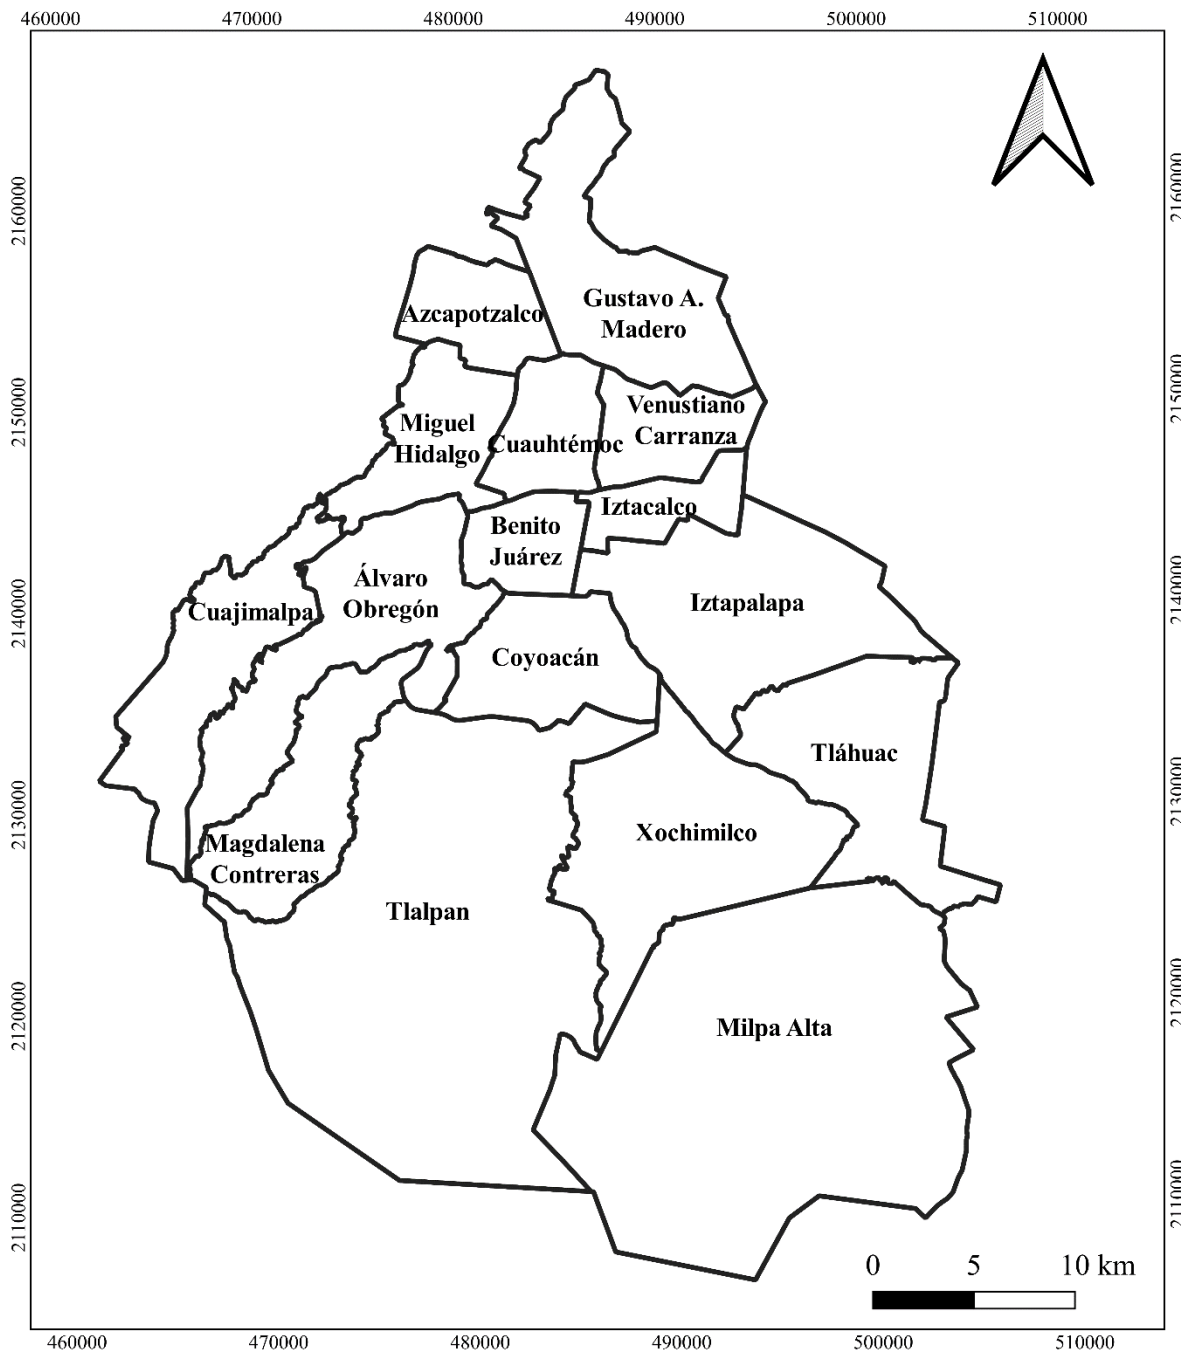 460000 470000 480000 490000 500000 510000
2160000
2160000
Gustavo A.
Madero
Azcapotzalco
2150000
2150000
Venustiano
Carranza
Miguel
Hidalgo
Cuauhtémoc
Iztacalco
Benito
Juárez
2140000
2140000
Álvaro
Obregón
Iztapalapa
Cuajimalpa
Coyoacán
Tláhuac
2130000
2130000
Xochimilco
Magdalena
Contreras
Tlalpan
2120000
2120000
Milpa Alta
2110000
2110000
0 5 10 km
460000 470000 480000 490000 500000 510000